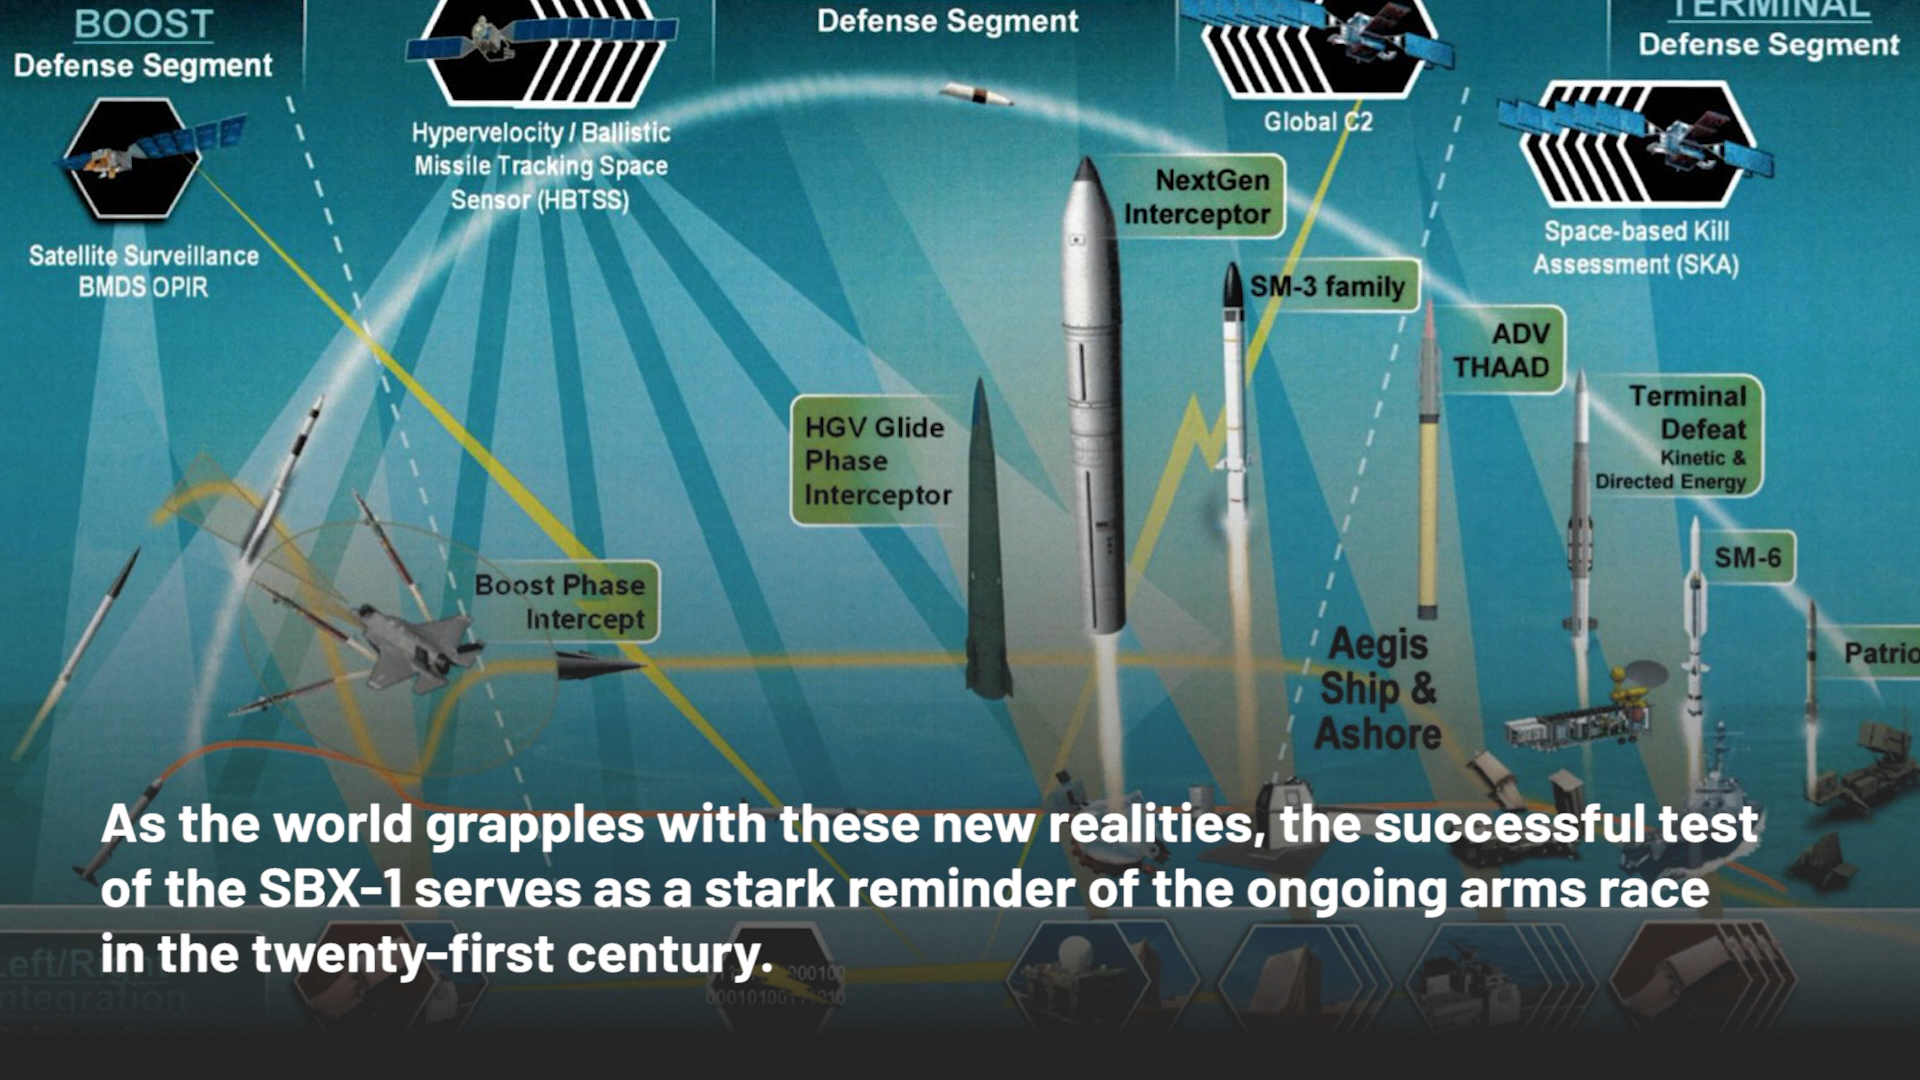 BOOST
Defense Segment
Defense Segment
TERMINAL
Defense Segment
Satellite Surveillance
BMDS OPIR
Hypervelocity / Ballistic
Missile Tracking Space
Sensor (HBTSS)
Global C2
Space-based Kill
Assessment (SKA)
NextGen
Interceptor
SM-3 family
ADV
THAAD
Terminal
Defeat
Kinetic &
Directed Energy
HGV Glide
Phase
Interceptor
SM-6
Boost Phase
Intercept
Aegis
Ship &
Ashore
Patrio
As the world grapples with these new realities, the successful test
of the SBX-1 serves as a stark reminder of the ongoing arms race
in the twenty-first century.